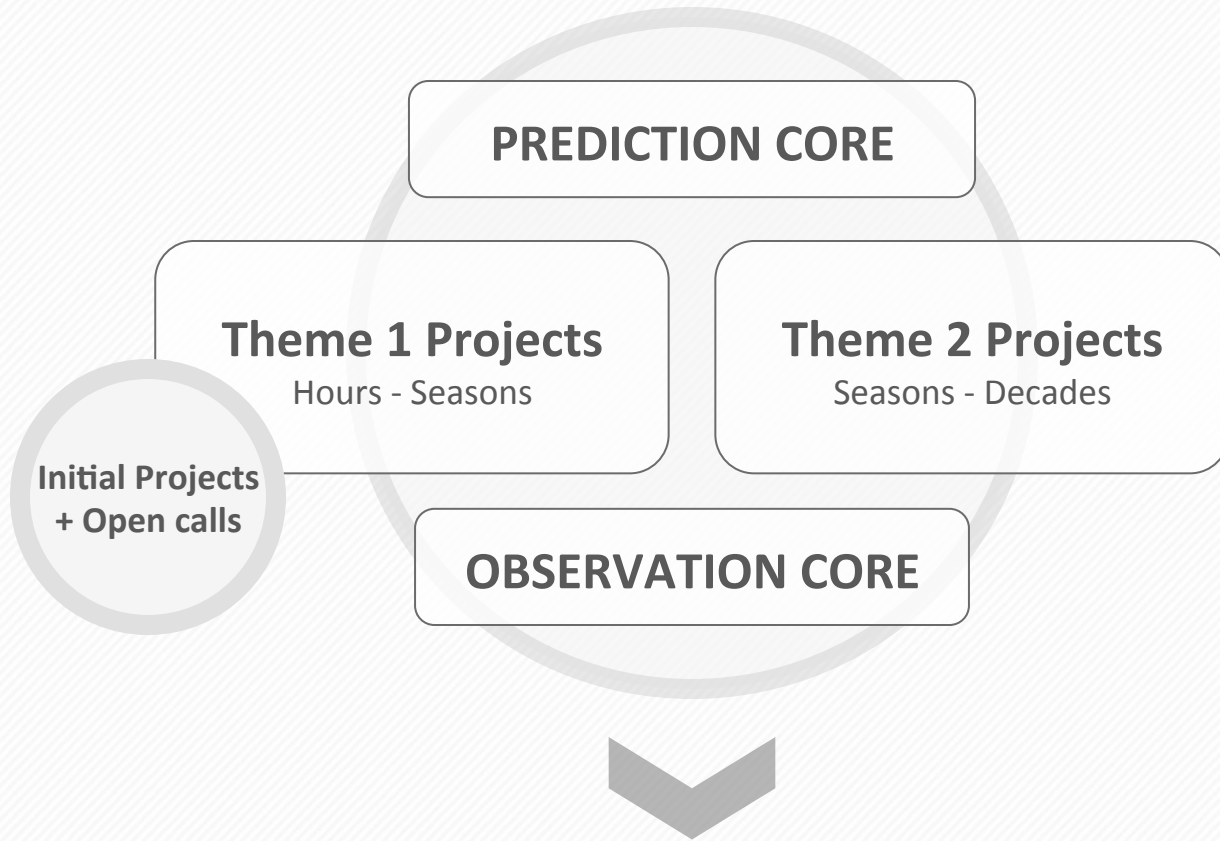 PREDICTION CORE
Theme 1 Projects
Hours - Seasons
Theme 2 Projects
Seasons - Decades
Initial Projects
+ Open calls
OBSERVATION CORE